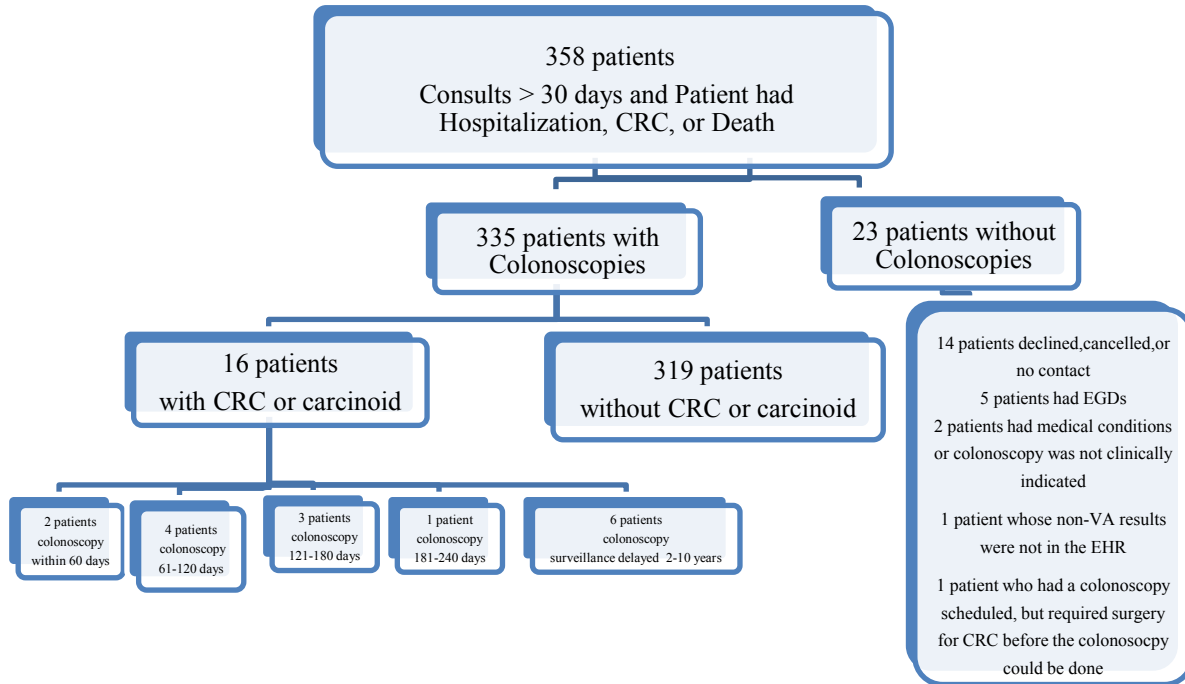 358 patients
Consults > 30 days and Patient had
Hospitalization, CRC, or Death
335 patients with
Colonoscopies
23 patients without
Colonoscopies
16 patients
with CRC or carcinoid
319 patients
without CRC or carcinoid
14 patients declined,cancelled,or
no contact
5 patients had EGDs
2 patients had medical conditions
or colonoscopy was not clinically
indicated
1 patient whose non-VA results
were not in the EHR
1 patient who had a colonoscopy
scheduled, but required surgery
for CRC before the colonosocpy
could be done
2 patients
colonoscopy
within 60 days
4 patients
colonoscopy
61-120 days
3 patients
colonoscopy
121-180 days
1 patient
colonoscopy
181-240 days
6 patients
colonoscopy
surveillance delayed 2-10 years